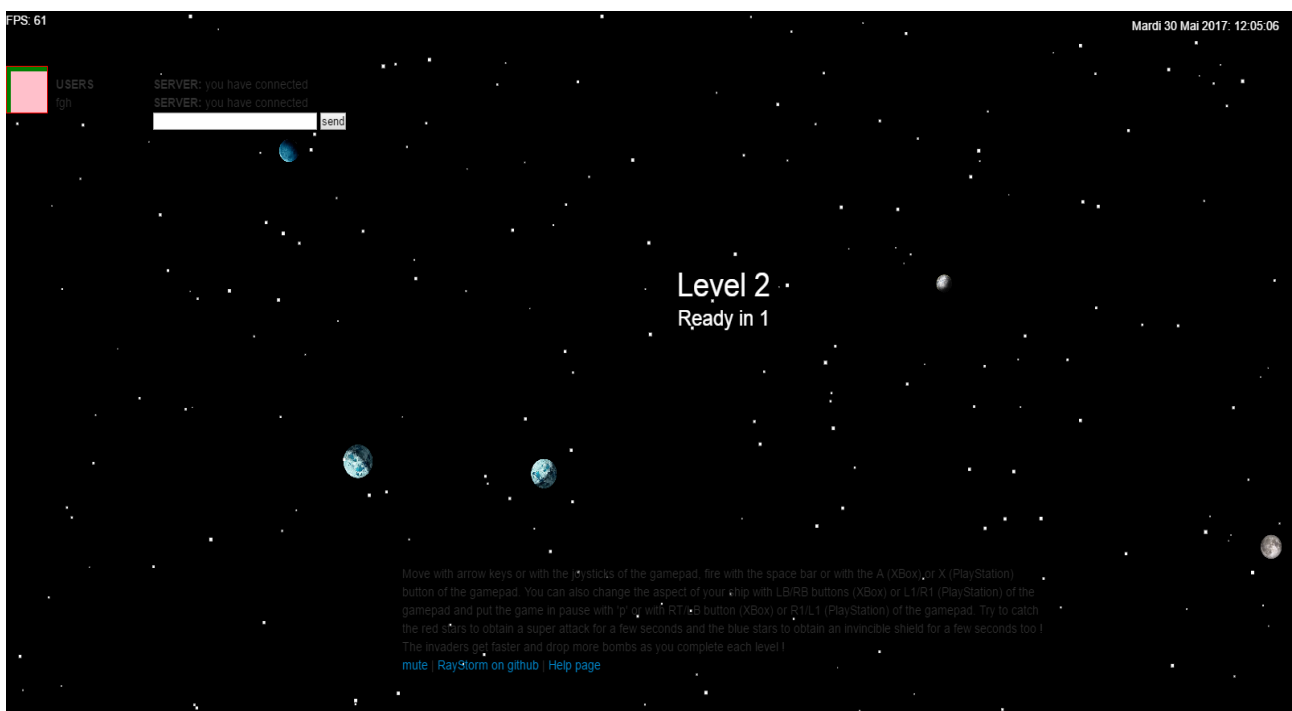 FPS: 61
Mardi 30 Mai 2017: 12:05:06
USERS
fgh
SERVER: you have connected
SERVER: you have connected
send
Level 2
Ready in 1
Move with arrow keys or with the joysticks of the gamepad, fire with the space bar or with the A (XBox) or X (PlayStation)
button of the gamepad. You can also change the aspect of your ship with LB/RB buttons (XBox) or L1/R1 (PlayStation) of the
gamepad and put the game in pause with 'p' or with RT/LB button (XBox) or R1/L1 (PlayStation) of the gamepad. Try to catch
the red stars to obtain a super attack for a few seconds and the blue stars to obtain an invincible shield for a few seconds too !
The invaders get faster and drop more bombs as you complete each level !
mute | RayStorm on github | Help page